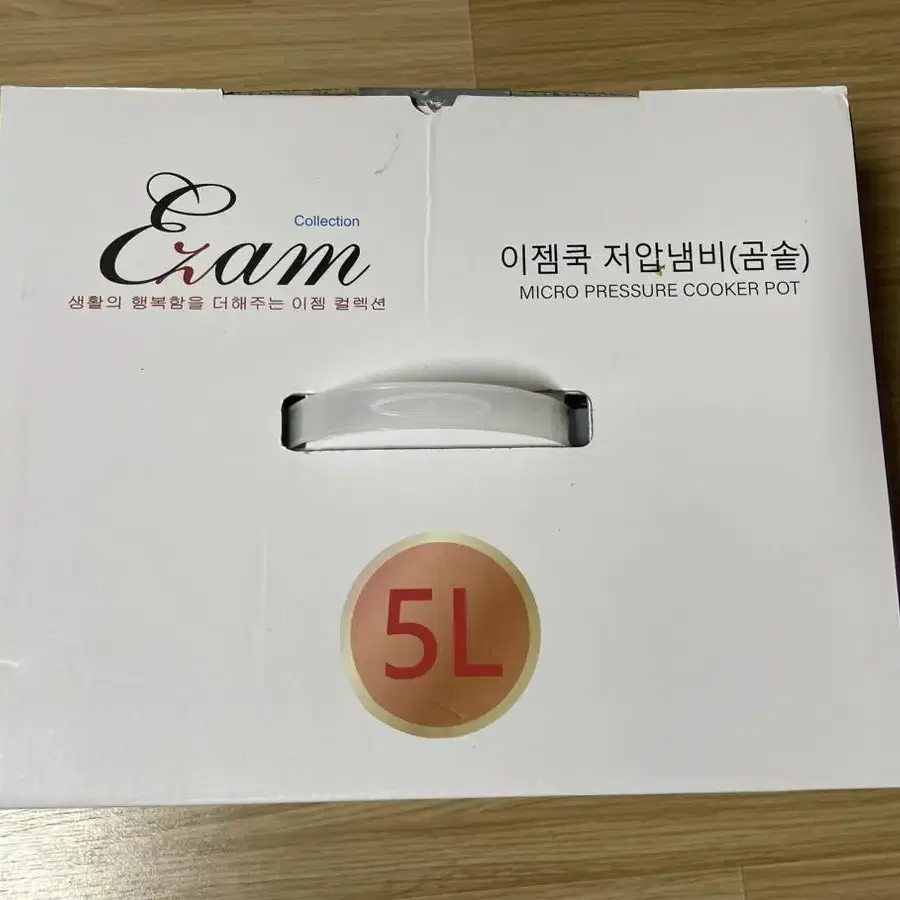 Collection
Ezam
생활의 행복함을 더해주는 이젬 컬렉션
이젬쿡 저압냄비(곰솥)
MICRO PRESSURE COOKER POT
5L